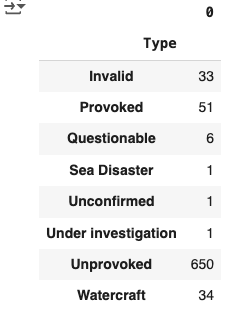 0
Type
Invalid 33
Provoked 51
Questionable 6
Sea Disaster 1
Unconfirmed 1
Under investigation 1
Unprovoked 650
Watercraft 34